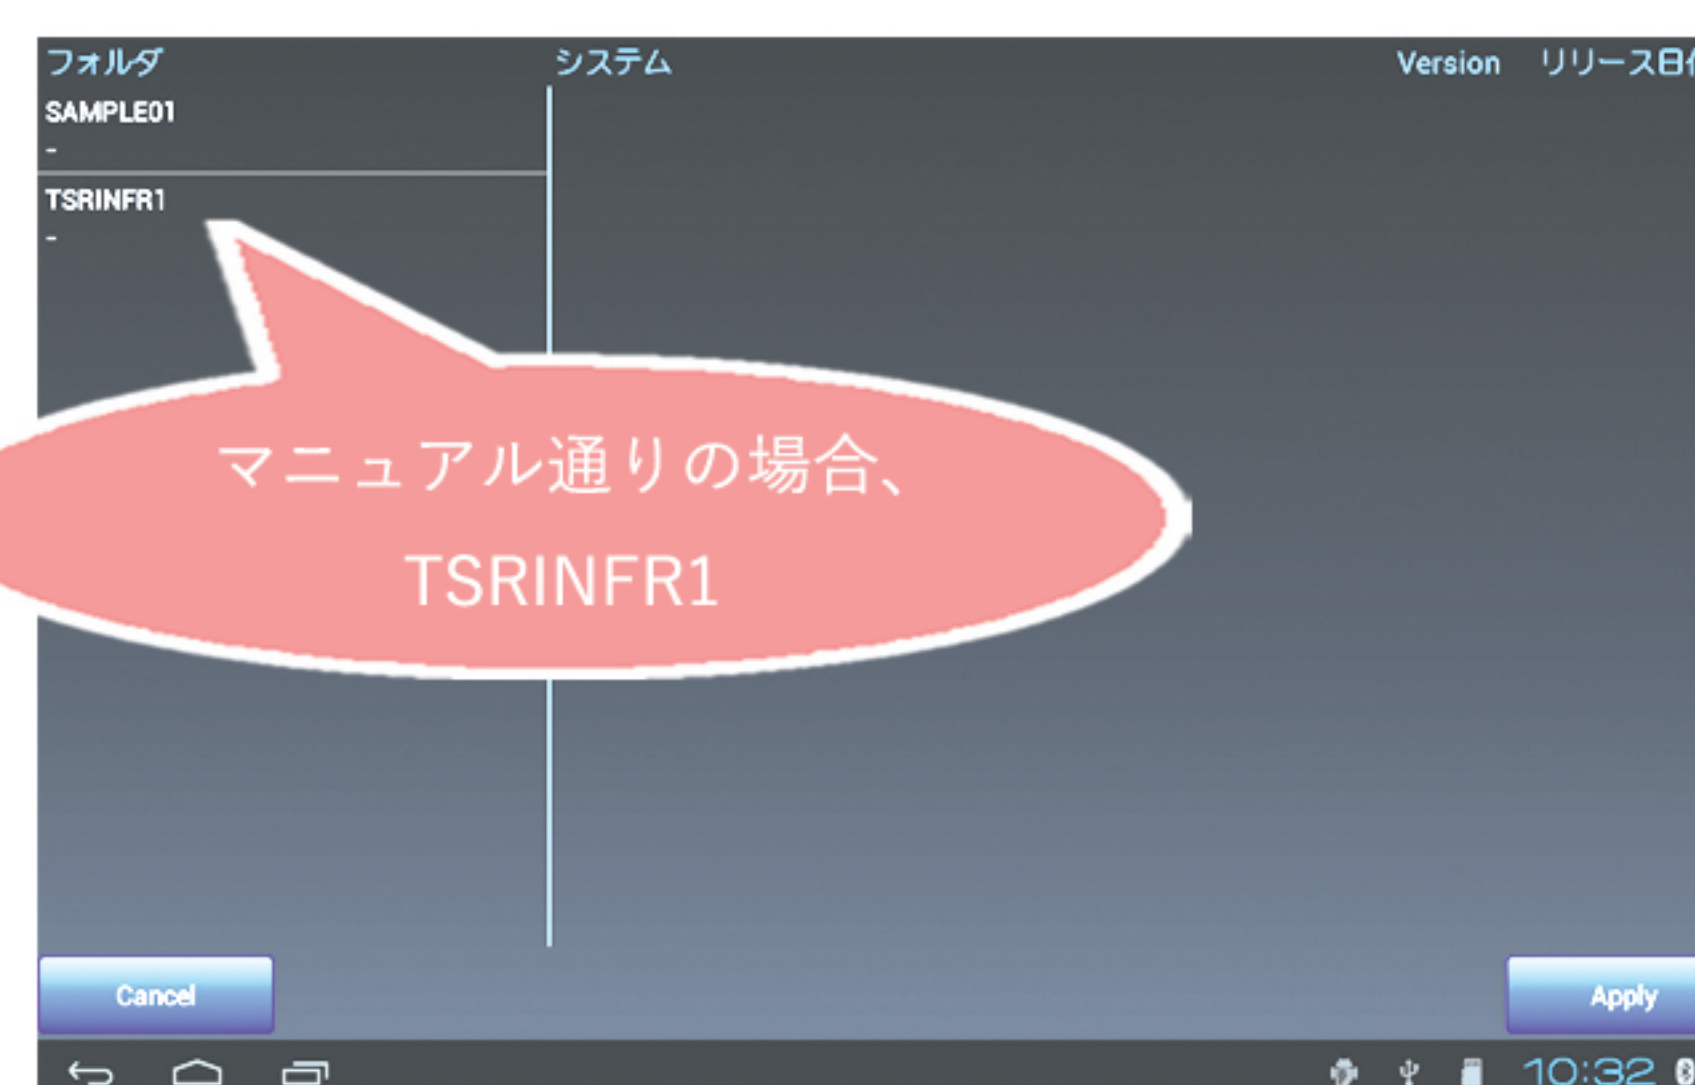 フォルダ システム Version リリース日付
SAMPLE01
-
TSRINFR1
-
マニュアル通りの場合、
TSRINFR1
Cancel Apply
10:32